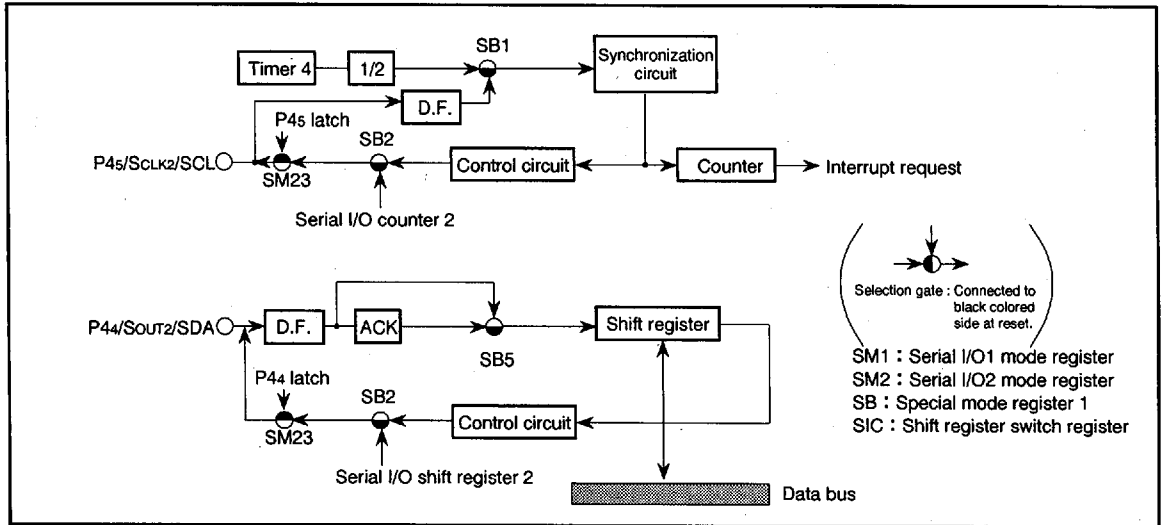 SB1
Timer 4
1/2
Synchronization
circuit
D.F.
P45 latch
SB2
P45/SCLK2/SCL
SM23
Control circuit
Counter
Interrupt request
Serial I/O counter 2
Selection gate : Connected to
black colored
side at reset.
P44/SOUT2/SDA
D.F.
ACK
SB5
Shift register
P44 latch
SB2
SM23
Control circuit
Serial I/O shift register 2
Data bus
SM1 : Serial I/O1 mode register
SM2 : Serial I/O2 mode register
SB : Special mode register 1
SIC : Shift register switch register